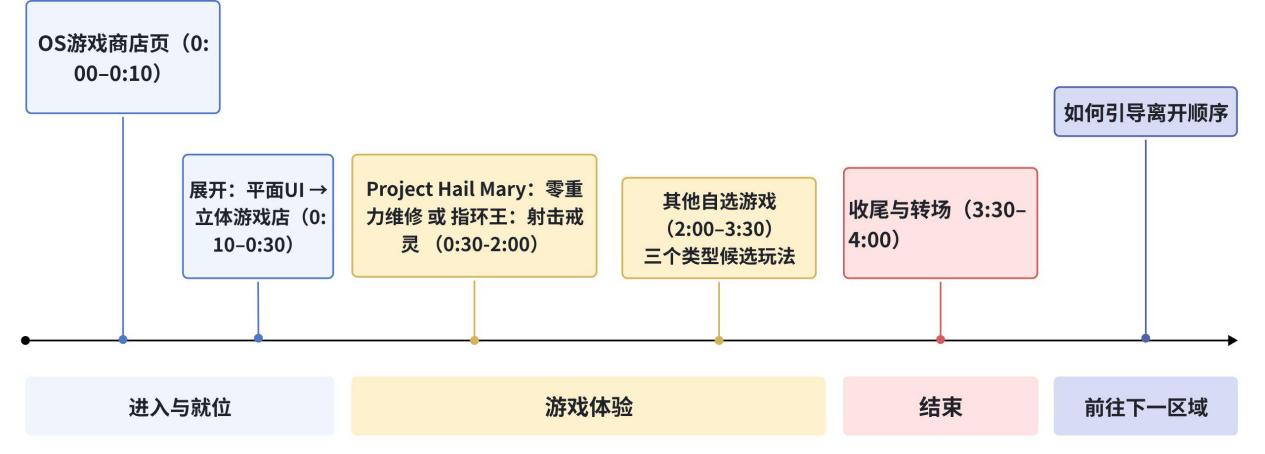 OS游戏商店页（0:
00–0:10）
如何引导离开顺序
展开：平面UI →
立体游戏店（0:
10–0:30）
Project Hail Mary：零重
力维修 或 指环王：射击戒
灵 （0:30-2:00）
其他自选游戏
（2:00–3:30）
三个类型候选玩法
收尾与转场（3:30–
4:00）
进入与就位
游戏体验
结束
前往下一区域